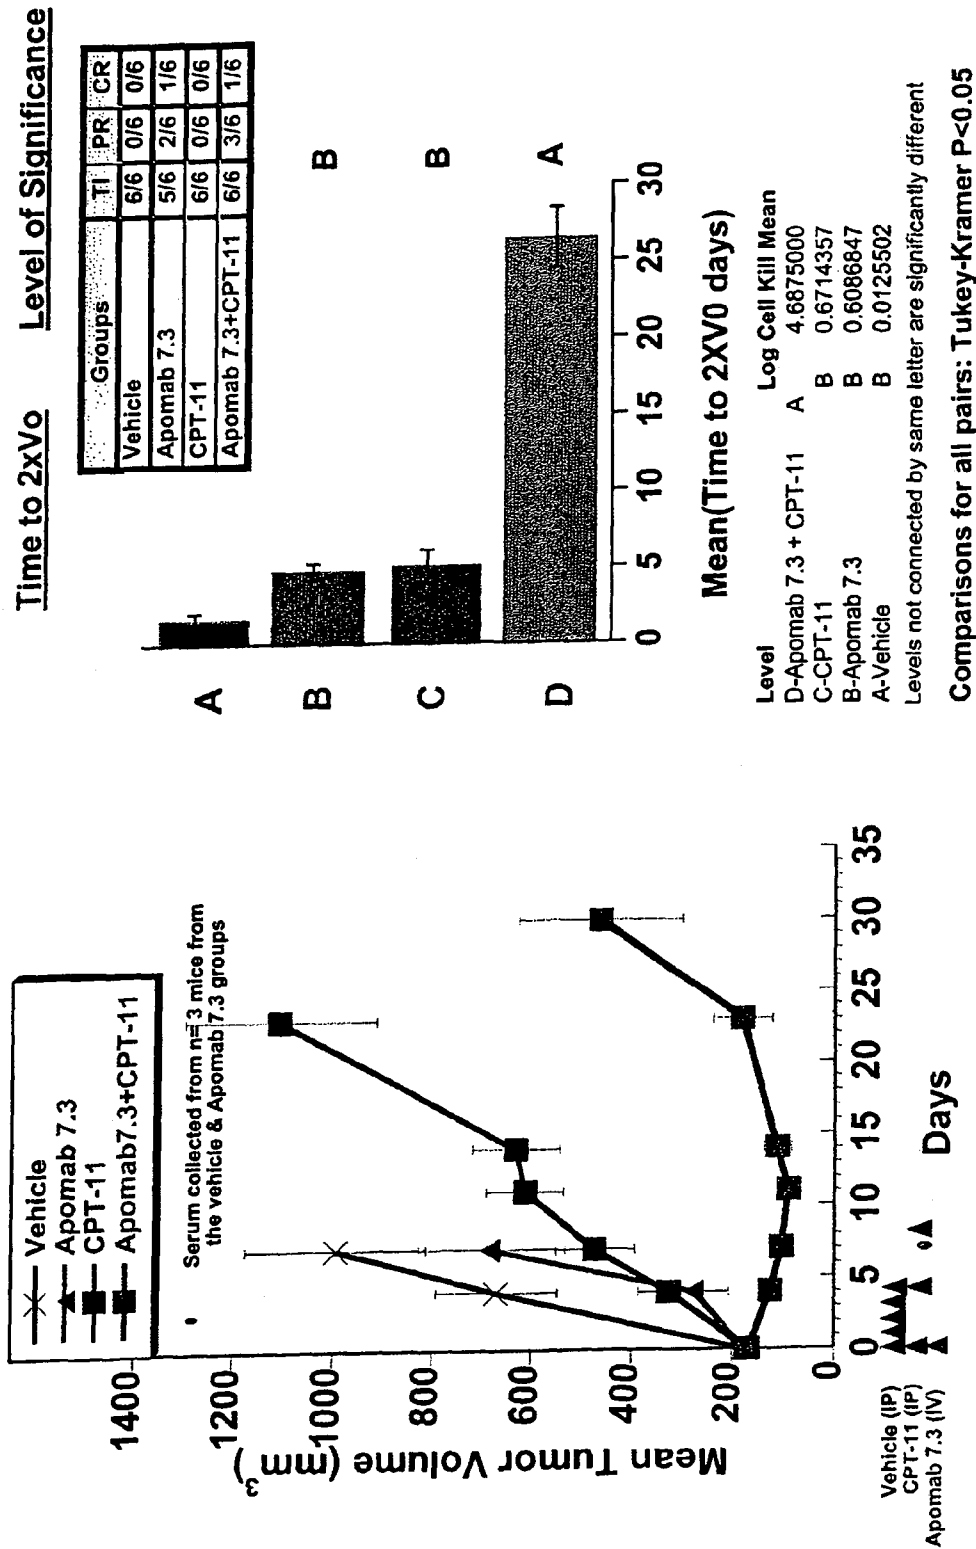 Vehicle
Apomab 7.3
CPT-11
Apomab7.3+CPT-11
Serum collected from n= 3 mice from
the vehicle & Apomab 7.3 groups
Mean Tumor Volume (mm3)
1400
1200
1000
800
600
400
200
0
0 5 10 15 20 25 30 35
Days
Vehicle (IP)
CPT-11 (IP)
Apomab 7.3 (IV)
Time to 2xVo Level of Significance
Groups TI PR CR
Vehicle 6/6 0/6 0/6
Apomab 7.3 5/6 2/6 1/6
CPT-11 6/6 0/6 0/6
Apomab 7.3+CPT-11 6/6 3/6 1/6
A
B B
C B
D A
0 5 10 15 20 25 30
Mean(Time to 2XV0 days)
Level Log Cell Kill Mean
D-Apomab 7.3 + CPT-11 A 4.6875000
C-CPT-11 B 0.6714357
B-Apomab 7.3 B 0.6086847
A-Vehicle B 0.0125502
Levels not connected by same letter are significantly different
Comparisons for all pairs: Tukey-Kramer P<0.05